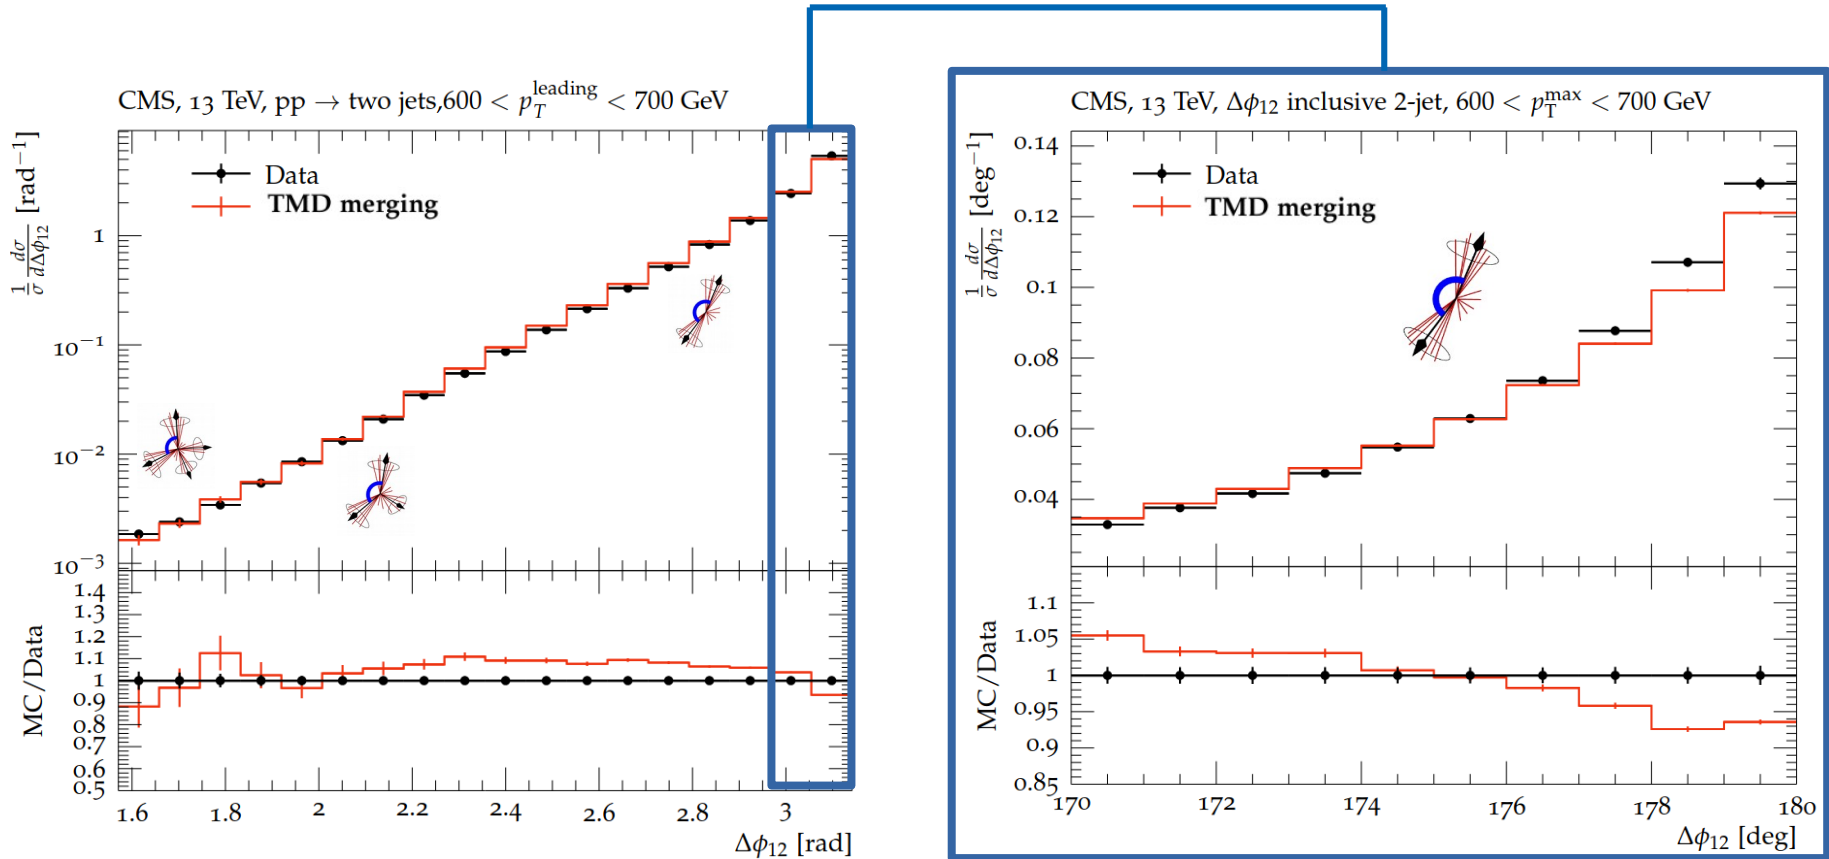 CMS, 13 TeV, pp → two jets,600 < p_T^leading < 700 GeV
1/σ dσ/dΔϕ12 [rad−1]
Data
TMD merging
1
10−1
10−2
10−3
MC/Data
1.4
1.3
1.2
1.1
1
0.9
0.8
0.7
0.6
0.5
1.6 1.8 2 2.2 2.4 2.6 2.8 3
Δϕ12 [rad]
CMS, 13 TeV, Δϕ12 inclusive 2-jet, 600 < p_T^max < 700 GeV
1/σ dσ/dΔϕ12 [deg−1]
Data
TMD merging
0.14
0.12
0.1
0.08
0.06
0.04
MC/Data
1.1
1.05
1
0.95
0.9
0.85
170 172 174 176 178 180
Δϕ12 [deg]